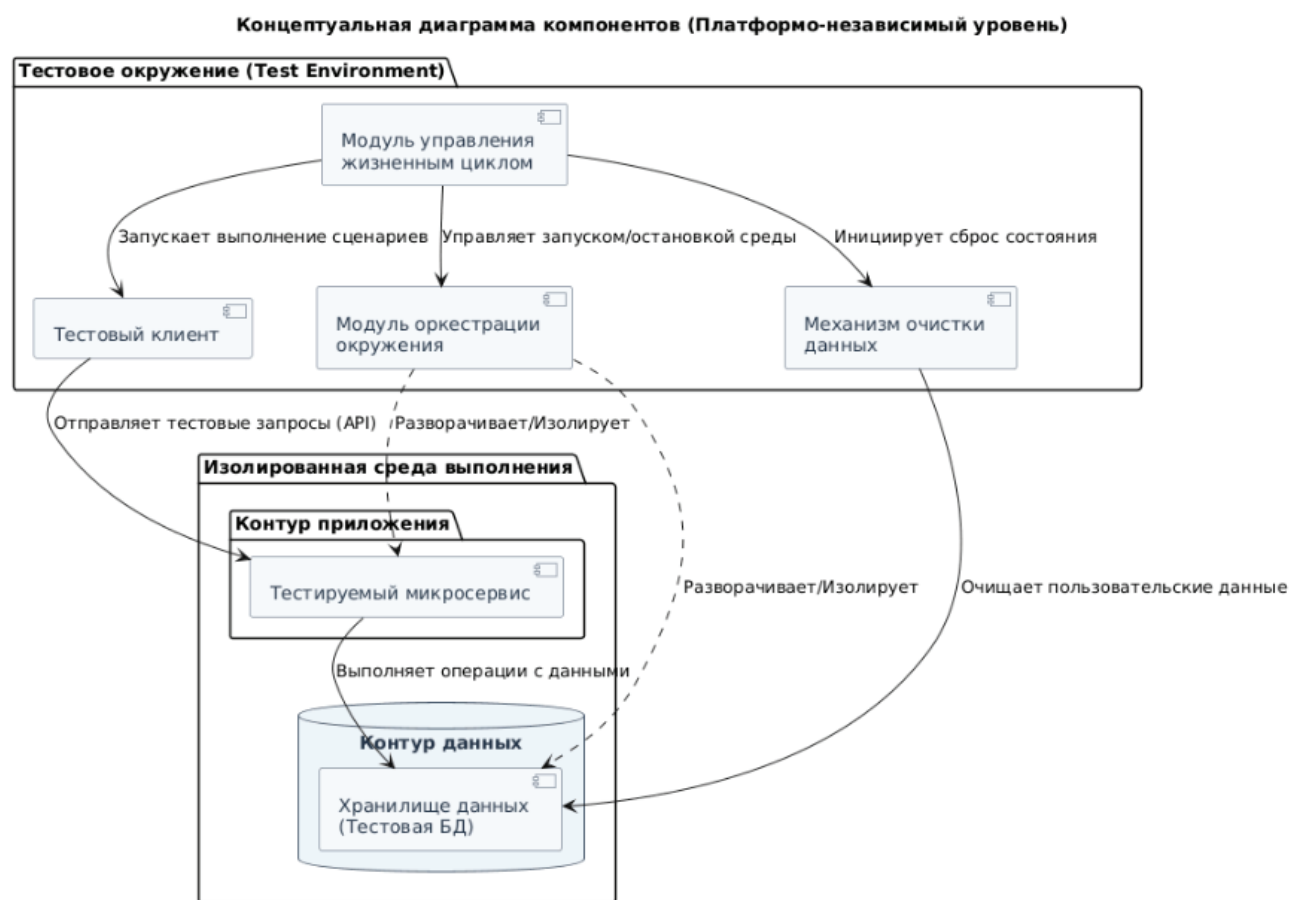 Концептуальная диаграмма компонентов (Платформо-независимый уровень)
Тестовое окружение (Test Environment)
Модуль управления
жизненным циклом
Запускает выполнение сценариев
Управляет запуском/остановкой среды
Инициирует сброс состояния
Тестовый клиент
Модуль оркестрации
окружения
Механизм очистки
данных
Отправляет тестовые запросы (API)
Разворачивает/Изолирует
Изолированная среда выполнения
Контур приложения
Тестируемый микросервис
Разворачивает/Изолирует
Очищает пользовательские данные
Выполняет операции с данными
Контур данных
Хранилище данных
(Тестовая БД)